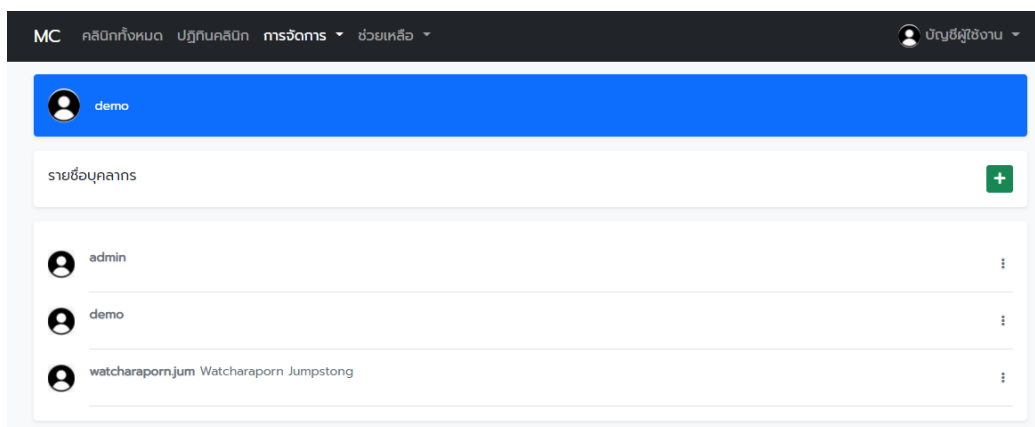 MC คลินิกทั้งหมด ปฏิทินคลินิก การจัดการ ช่วยเหลือ บัญชีผู้ใช้งาน
demo
รายชื่อบุคลากร
admin
demo
watcharaporn.jum Watcharaporn Jumpstong